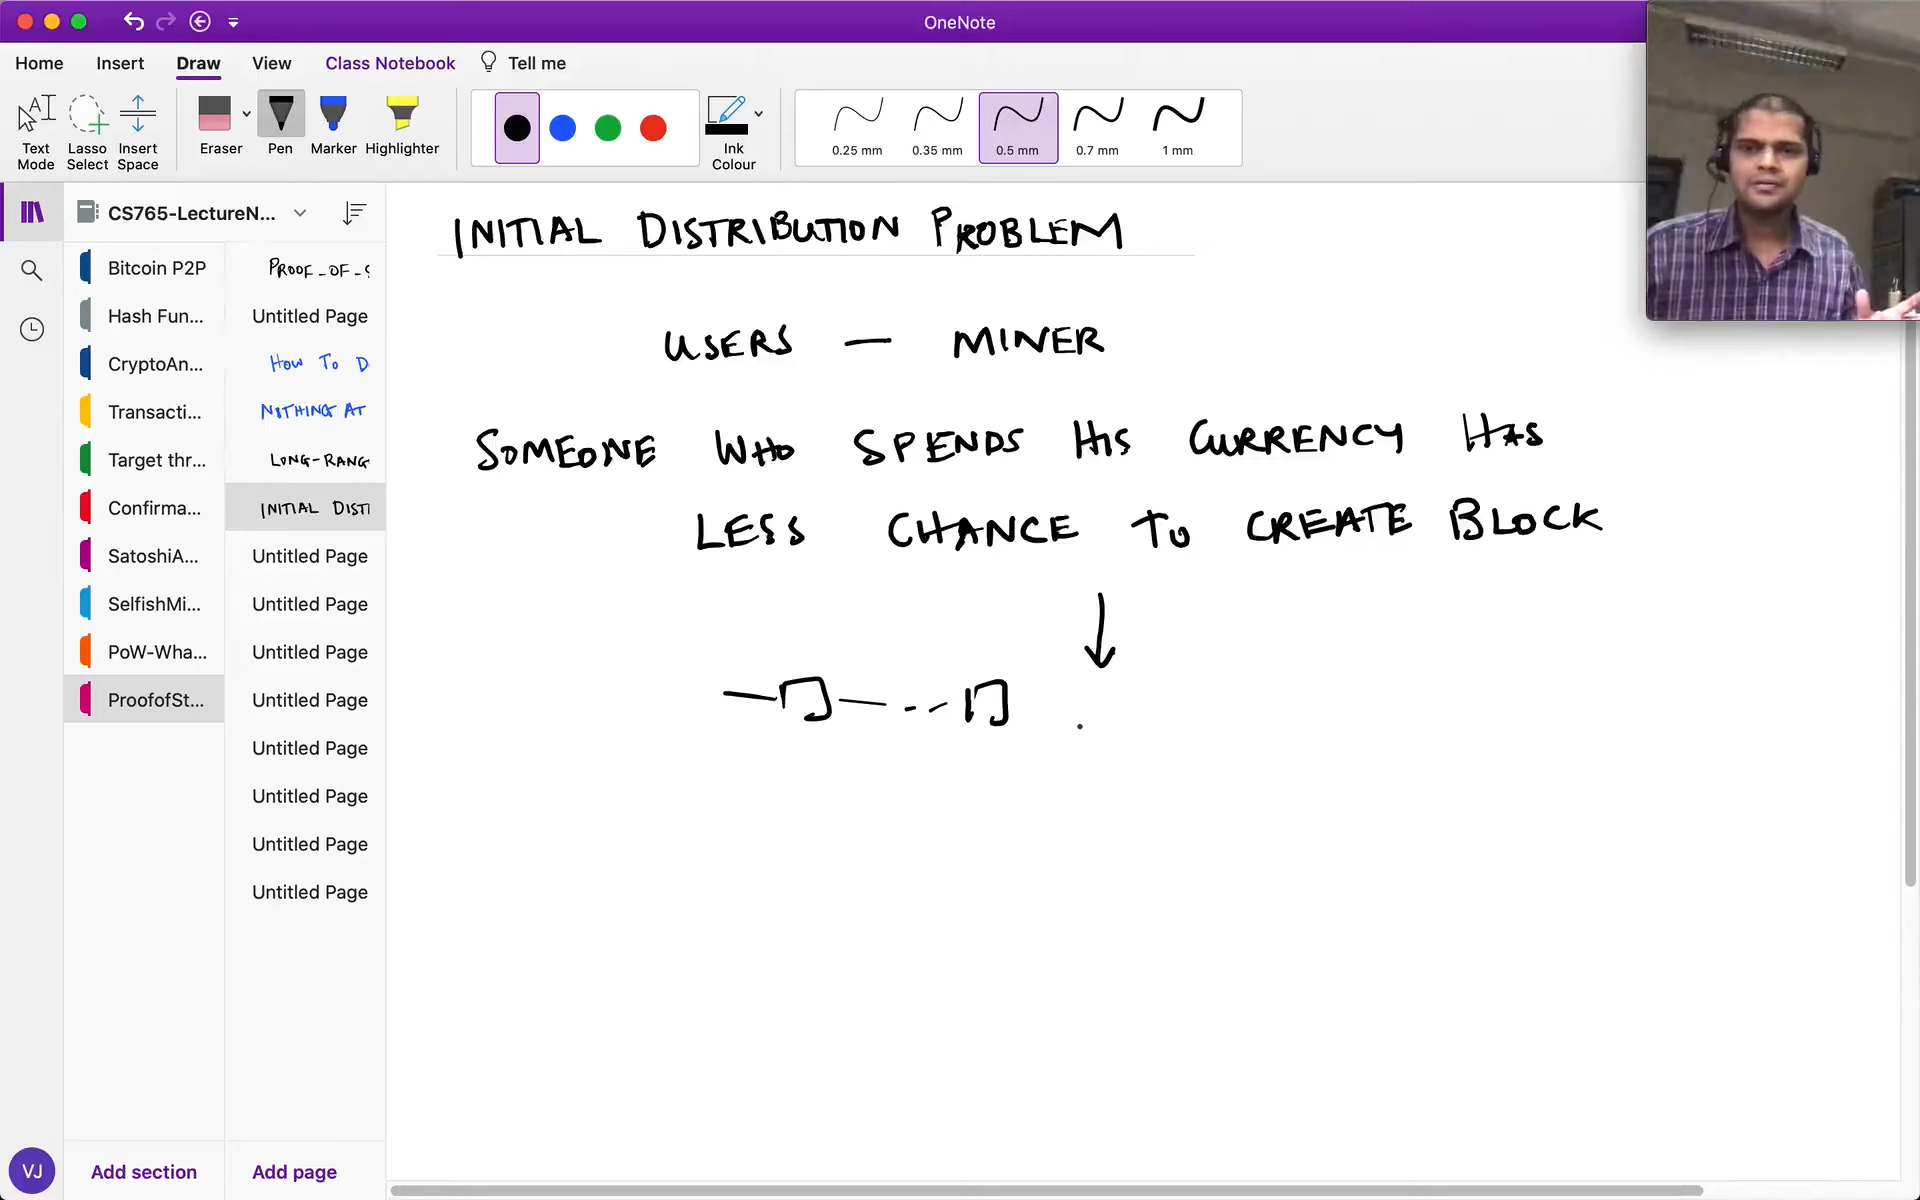 OneNote
Home Insert Draw View Class Notebook Tell me
Text Mode
Lasso Select
Insert Space
Eraser
Pen
Marker
Highlighter
Ink Colour
0.25 mm
0.35 mm
0.5 mm
0.7 mm
1 mm
CS765-LectureN...
Bitcoin P2P
Hash Fun...
CryptoAn...
Transacti...
Target thr...
Confirma...
SatoshiA...
SelfishMi...
PoW-Wha...
ProofofSt...
Add section
PROOF-OF-S
Untitled Page
HOW TO D
NOTHING AT
LONG-RANG
INITIAL DISTI
Untitled Page
Untitled Page
Untitled Page
Untitled Page
Untitled Page
Untitled Page
Untitled Page
Untitled Page
Add page
VJ
INITIAL DISTRIBUTION PROBLEM
USERS — MINER
SOMEONE WHO SPENDS HIS CURRENCY HAS
LESS CHANCE TO CREATE BLOCK